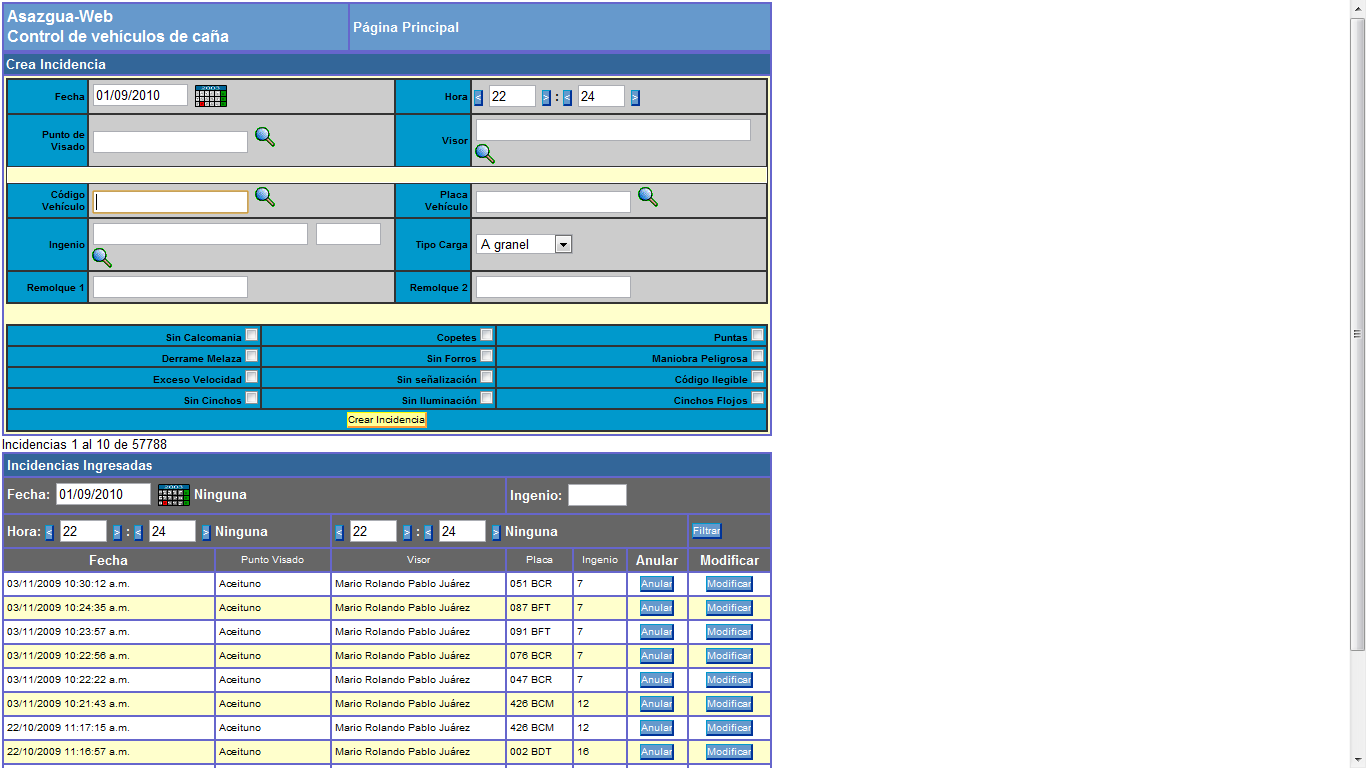 Asazgua-Web
Control de vehículos de caña
Página Principal
Crea Incidencia
Fecha 01/09/2010 Hora < 22 > : < 24 >
Punto de Visado Visor
Código Vehículo Placa Vehículo
Ingenio Tipo Carga A granel
Remolque 1 Remolque 2
Sin Calcomania Copetes Puntas
Derrame Melaza Sin Forros Maniobra Peligrosa
Exceso Velocidad Sin señalización Código Ilegible
Sin Cinchos Sin Iluminación Cinchos Flojos
Crear Incidencia
Incidencias 1 al 10 de 57788
Incidencias Ingresadas
Fecha: 01/09/2010 Ninguna Ingenio:
Hora: < 22 > : < 24 > Ninguna < 22 > : < 24 > Ninguna Filtrar
Fecha Punto Visado Visor Placa Ingenio Anular Modificar
03/11/2009 10:30:12 a.m. Aceituno Mario Rolando Pablo Juárez 051 BCR 7 Anular Modificar
03/11/2009 10:24:35 a.m. Aceituno Mario Rolando Pablo Juárez 087 BFT 7 Anular Modificar
03/11/2009 10:23:57 a.m. Aceituno Mario Rolando Pablo Juárez 091 BFT 7 Anular Modificar
03/11/2009 10:22:56 a.m. Aceituno Mario Rolando Pablo Juárez 076 BCR 7 Anular Modificar
03/11/2009 10:22:22 a.m. Aceituno Mario Rolando Pablo Juárez 047 BCR 7 Anular Modificar
03/11/2009 10:21:43 a.m. Aceituno Mario Rolando Pablo Juárez 426 BCM 12 Anular Modificar
22/10/2009 11:17:15 a.m. Aceituno Mario Rolando Pablo Juárez 426 BCM 12 Anular Modificar
22/10/2009 11:16:57 a.m. Aceituno Mario Rolando Pablo Juárez 002 BDT 16 Anular Modificar